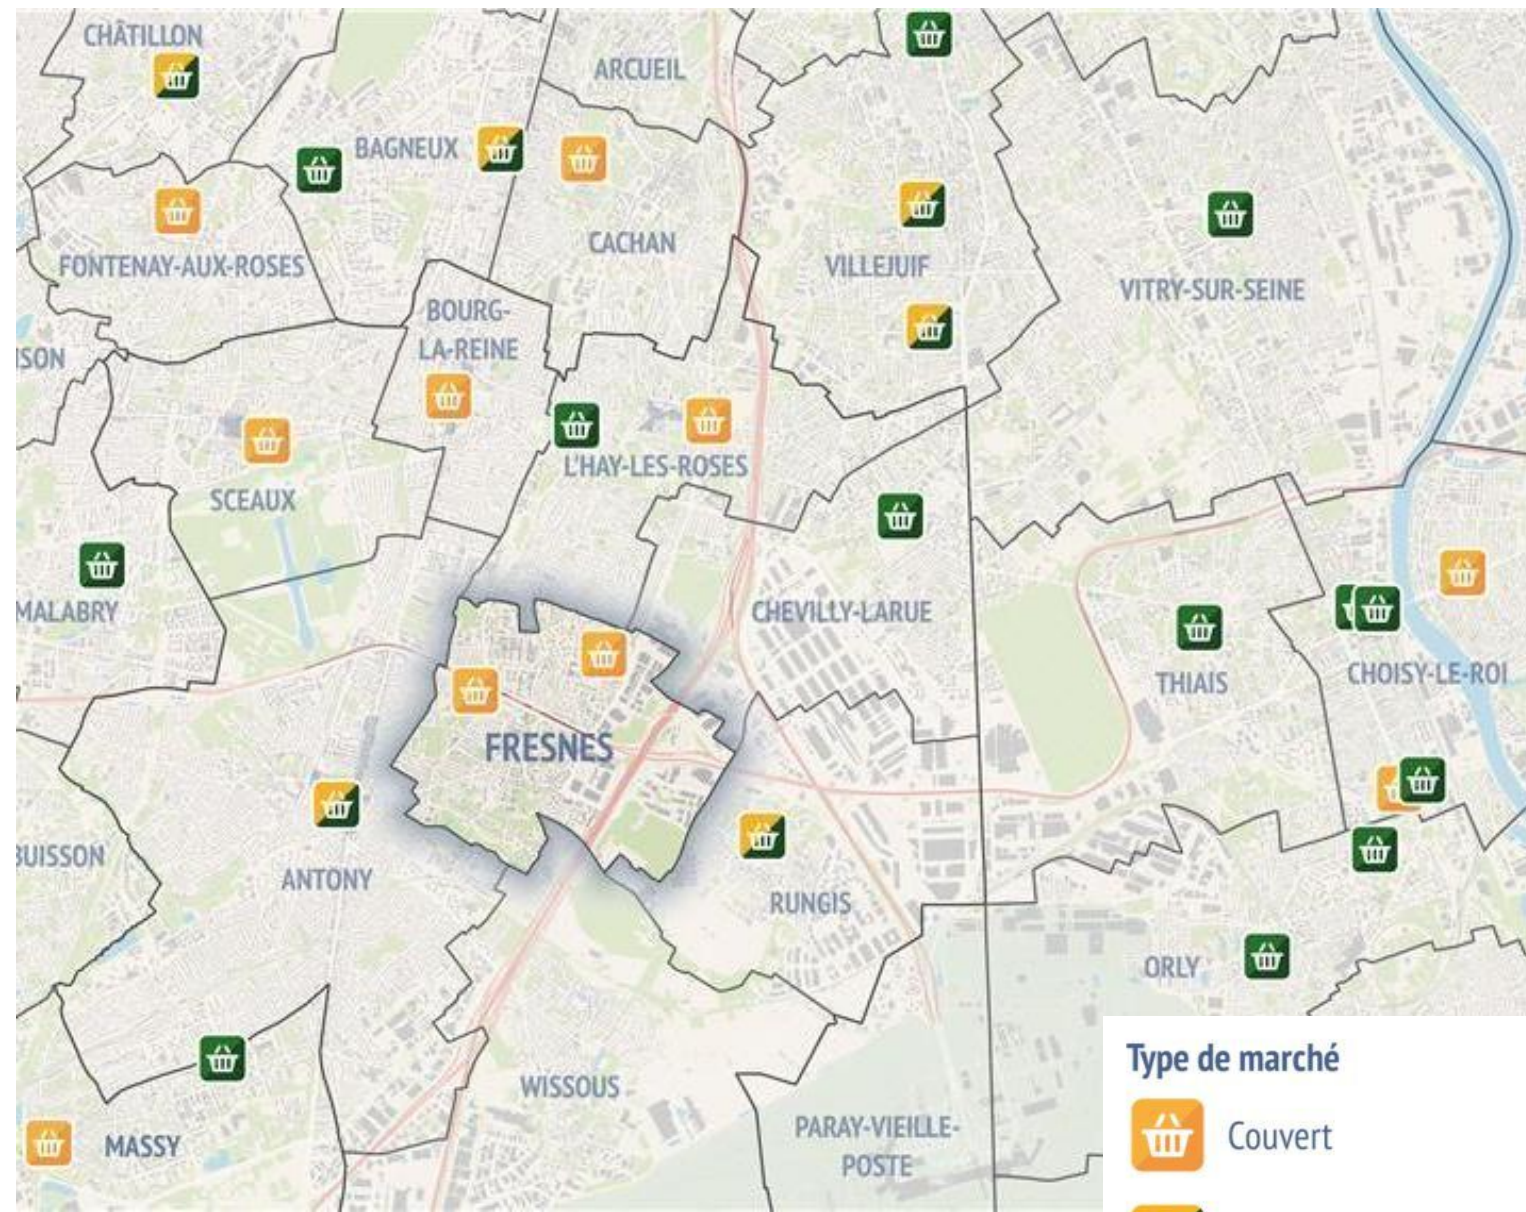 CHÂTILLON
ARCUEIL
BAGNEUX
CACHAN
FONTENAY-AUX-ROSES
VILLEJUIF
VITRY-SUR-SEINE
BOURG-
LA-REINE
ISON
L'HAY-LES-ROSES
SCEAUX
MALABRY
CHEVILLY-LARUE
THIAIS
CHOISY-LE-ROI
FRESNES
BUISSON
ANTONY
RUNGIS
ORLY
WISSOUS
MASSY
PARAY-VIEILLE-
POSTE
Type de marché
Couvert